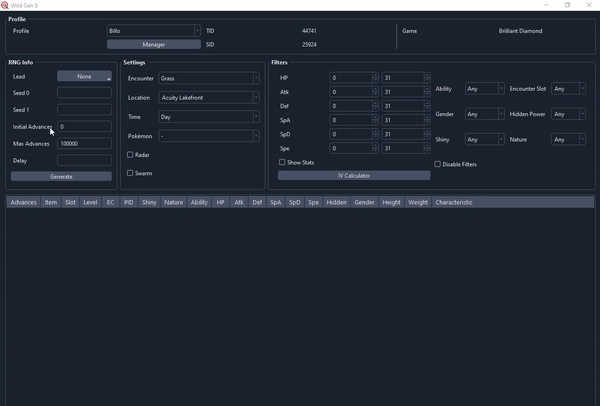 Wild Gen 8
Profile
Profile Billo TID 44741 Game Brilliant Diamond
Manager SID 25924
RNG Info
Lead None
Seed 0
Seed 1
Initial Advances 0
Max Advances 100000
Delay
Generate
Settings
Encounter Grass
Location Acuity Lakefront
Time Day
Pokémon -
Radar
Swarm
Filters
HP 0 31
Atk 0 31
Def 0 31
SpA 0 31
SpD 0 31
Spe 0 31
Show Stats
IV Calculator
Ability Any Encounter Slot Any
Gender Any Hidden Power Any
Shiny Any Nature Any
Disable Filters
Advances Item Slot Level EC PID Shiny Nature Ability HP Atk Def SpA SpD Spe Hidden Gender Height Weight Characteristic